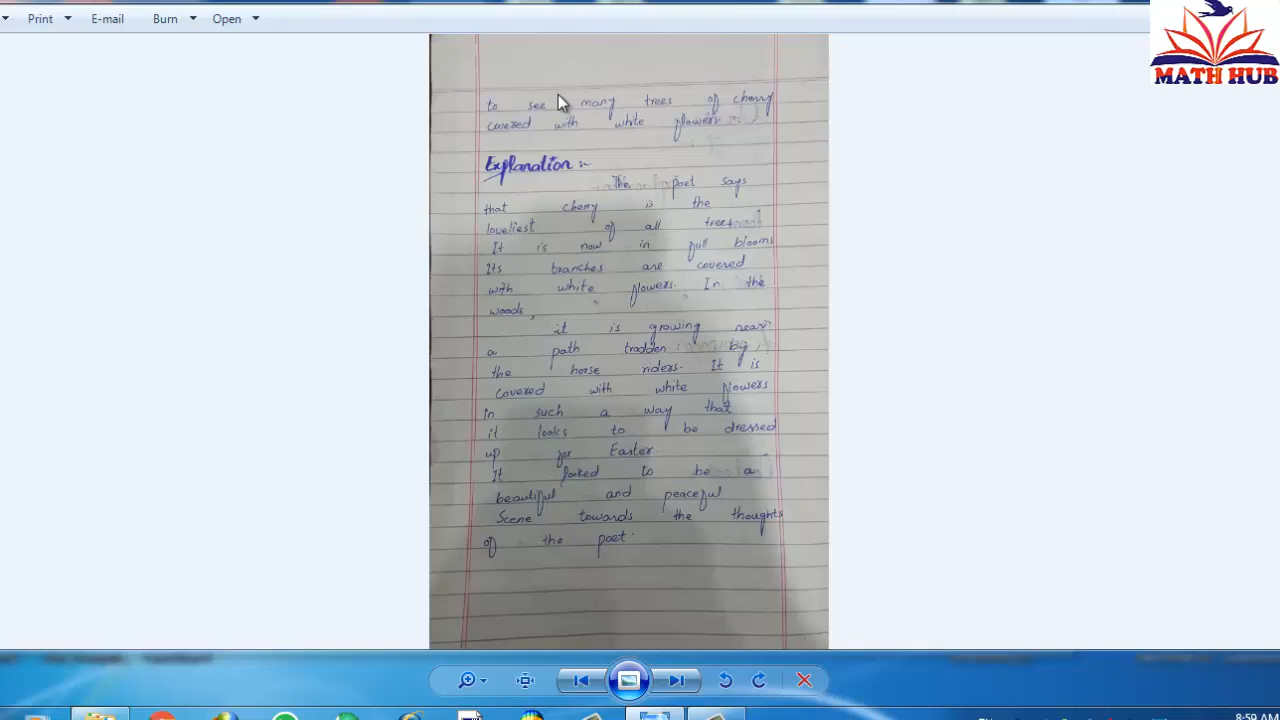 Print
E-mail
Burn
Open
MATH HUB
to see many trees of cherry
covered with white flowers.
Explanation :-
The poet says
that cherry is the
loveliest of all trees
It is now in full blooms
Its branches are covered
with white flowers. In the
woods,
it is growing near
a path trodden by
the horse riders. It is
covered with white flowers
in such a way that
it looks to be dressed
up for Easter.
It looked to be a
beautiful and peaceful
Scene towards the thoughts
of the poet.
8:59 AM